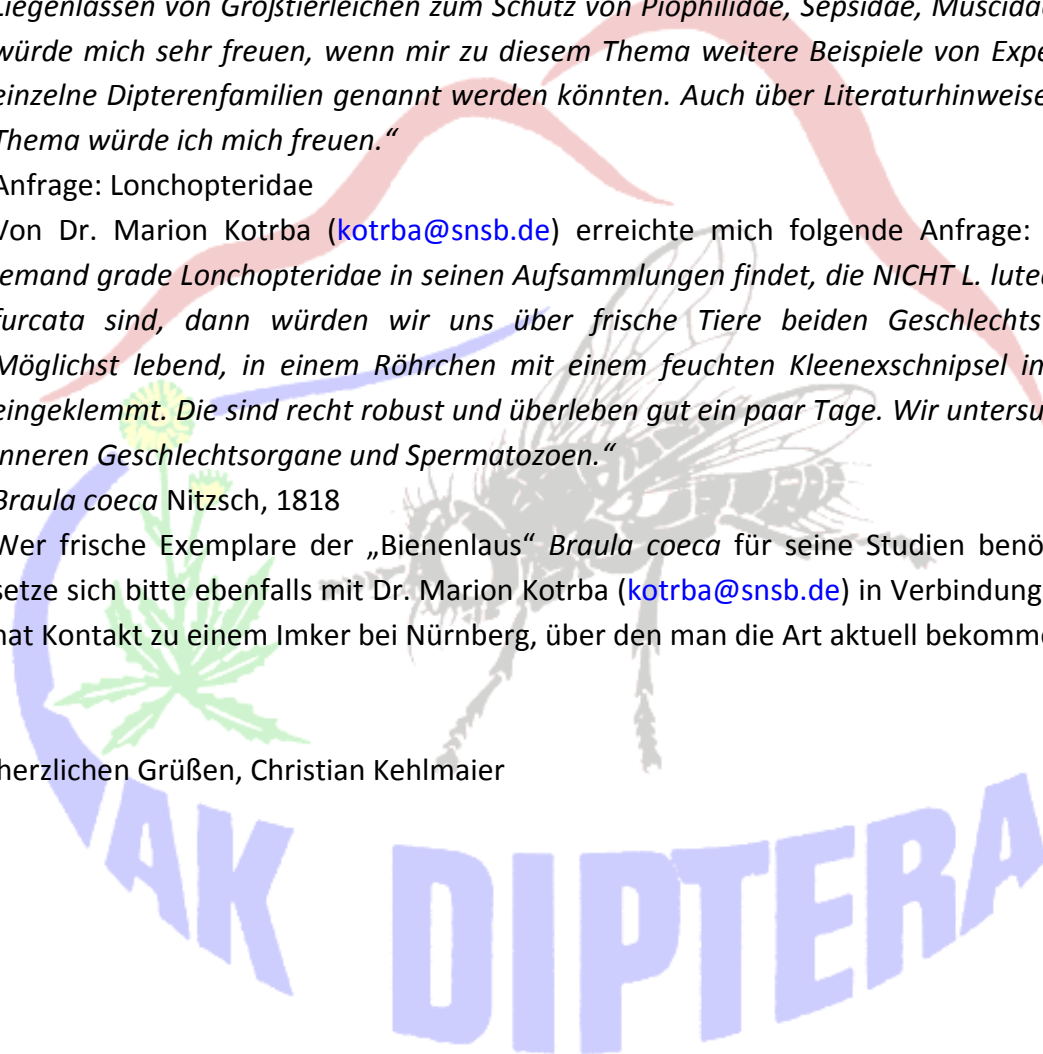 Liegenlassen von Großtierleichen zum Schutz von Piophilidae, Sepsidae, Muscidae
würde mich sehr freuen, wenn mir zu diesem Thema weitere Beispiele von Expe
einzelne Dipterenfamilien genannt werden könnten. Auch über Literaturhinweise
Thema würde ich mich freuen.“
Anfrage: Lonchopteridae
Von Dr. Marion Kotrba (kotrba@snsb.de) erreichte mich folgende Anfrage:
jemand grade Lonchopteridae in seinen Aufsammlungen findet, die NICHT L. lutea
furcata sind, dann würden wir uns über frische Tiere beiden Geschlechts
Möglichst lebend, in einem Röhrchen mit einem feuchten Kleenexschnipsel in
eingeklemmt. Die sind recht robust und überleben gut ein paar Tage. Wir untersu
inneren Geschlechtsorgane und Spermatozoen.“
Braula coeca Nitzsch, 1818
Wer frische Exemplare der „Bienenlaus“ Braula coeca für seine Studien benö
setze sich bitte ebenfalls mit Dr. Marion Kotrba (kotrba@snsb.de) in Verbindung
hat Kontakt zu einem Imker bei Nürnberg, über den man die Art aktuell bekomme
herzlichen Grüßen, Christian Kehlmaier
AK DIPTERA